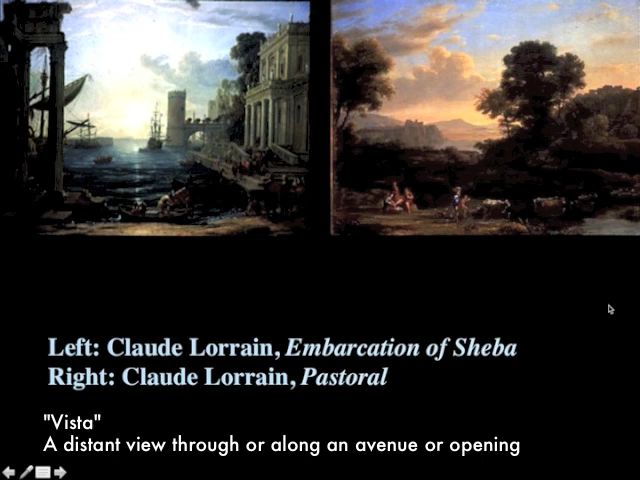 Left: Claude Lorrain, Embarcation of Sheba
Right: Claude Lorrain, Pastoral
"Vista"
A distant view through or along an avenue or opening